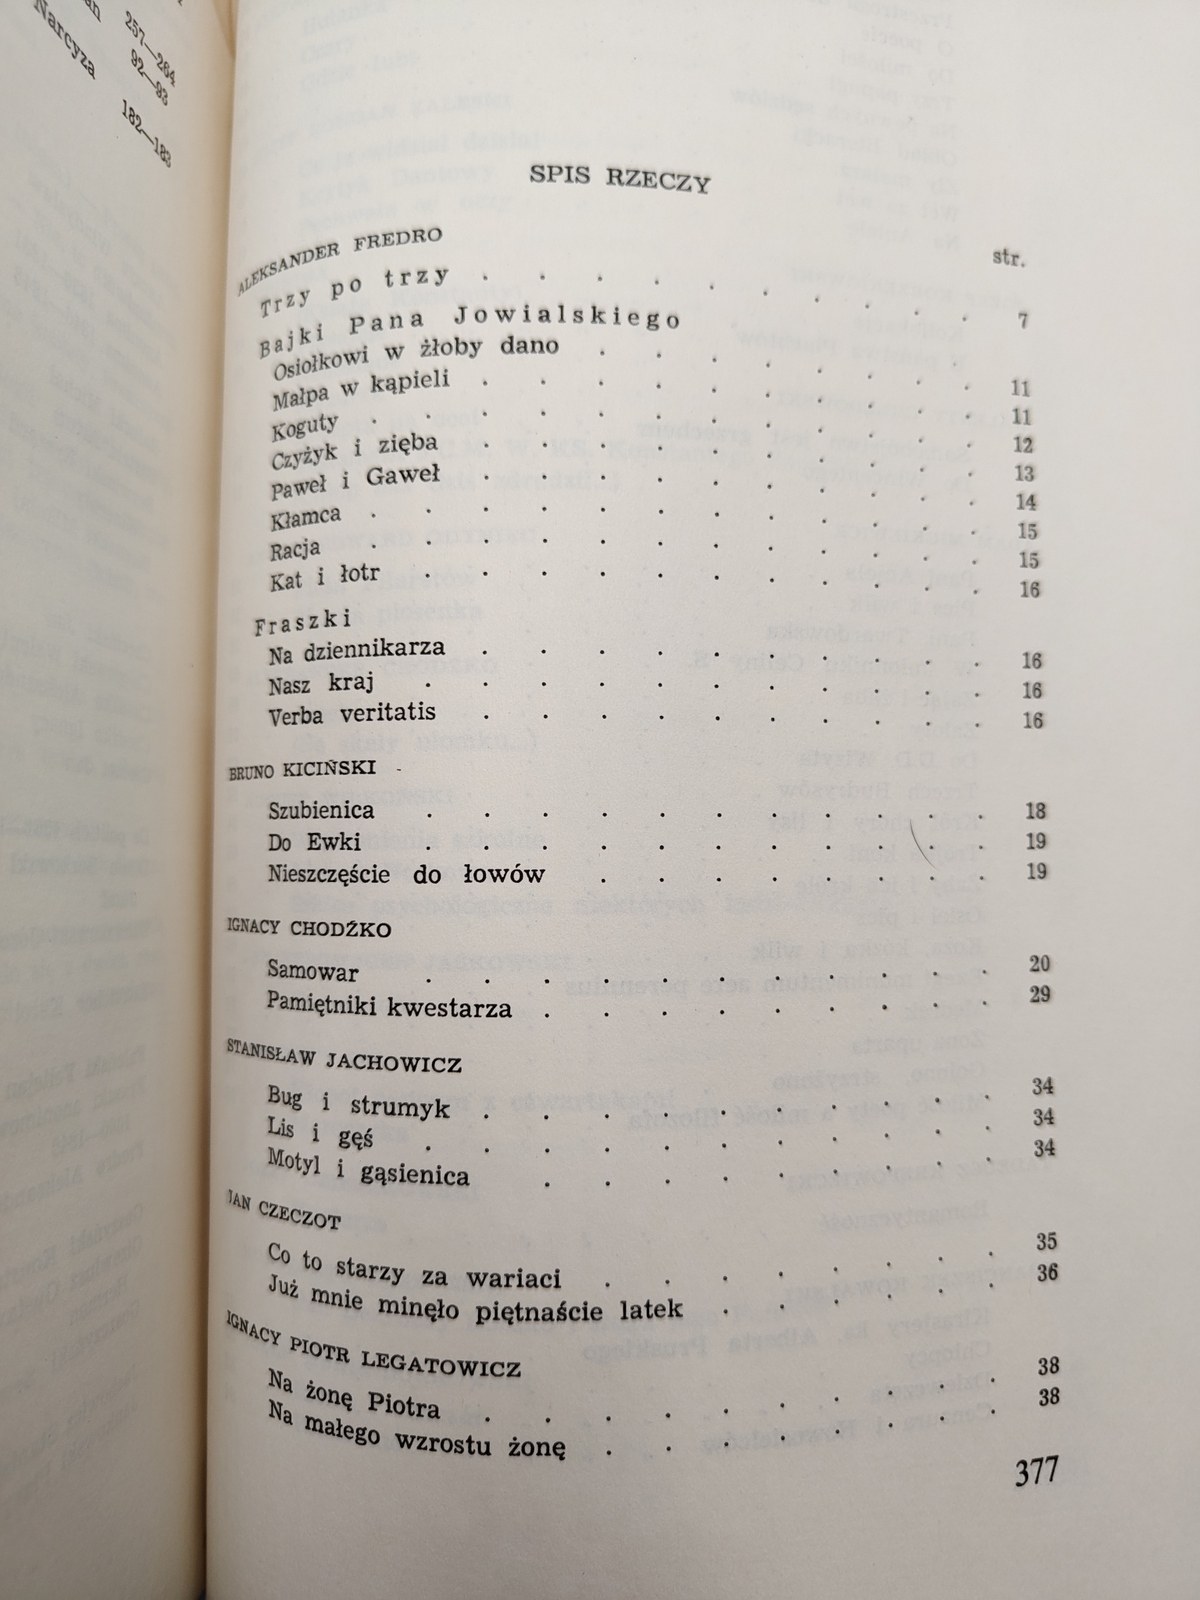 257—264
92—93
Narcyza
182—183
SPIS RZECZY
str.
ALEKSANDER FREDRO
Trzy po trzy . . . . . . . . . 7
Bajki Pana Jowialskiego
Osiołkowi w żłoby dano . . . . . . . 11
Małpa w kąpieli . . . . . . . . . 11
Koguty . . . . . . . . . . . 12
Czyżyk i zięba . . . . . . . . . 13
Paweł i Gaweł . . . . . . . . . 14
Kłamca . . . . . . . . . . . 15
Racja . . . . . . . . . . . 15
Kat i łotr . . . . . . . . . . 16
Fraszki
Na dziennikarza . . . . . . . . . 16
Nasz kraj . . . . . . . . . . 16
Verba veritatis . . . . . . . . . 16
BRUNO KICIŃSKI
Szubienica . . . . . . . . . . 18
Do Ewki . . . . . . . . . . 19
Nieszczęście do łowów . . . . . . . 19
IGNACY CHODŹKO
Samowar . . . . . . . . . . 20
Pamiętniki kwestarza . . . . . . . . 29
STANISŁAW JACHOWICZ
Bug i strumyk . . . . . . . . . 34
Lis i gęś . . . . . . . . . . 34
Motyl i gąsienica . . . . . . . . 34
JAN CZECZOT
Co to starzy za wariaci . . . . . . . 35
Już mnie minęło piętnaście latek . . . . . 36
IGNACY PIOTR LEGATOWICZ
Na żonę Piotra . . . . . . . . . 38
Na małego wzrostu żonę . . . . . . . 38
377